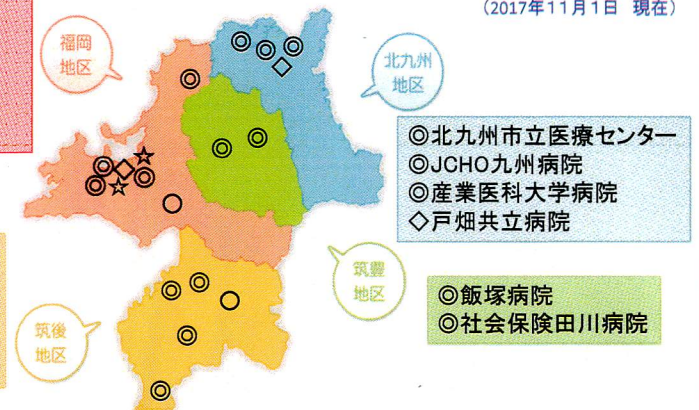 (2017年11月1日 現在)
福岡
地区
北九州
地区
◎北九州市立医療センター
◎JCHO九州病院
◎産業医科大学病院
◇戸畑共立病院
筑豊
地区
◎飯塚病院
◎社会保険田川病院
筑後
地区